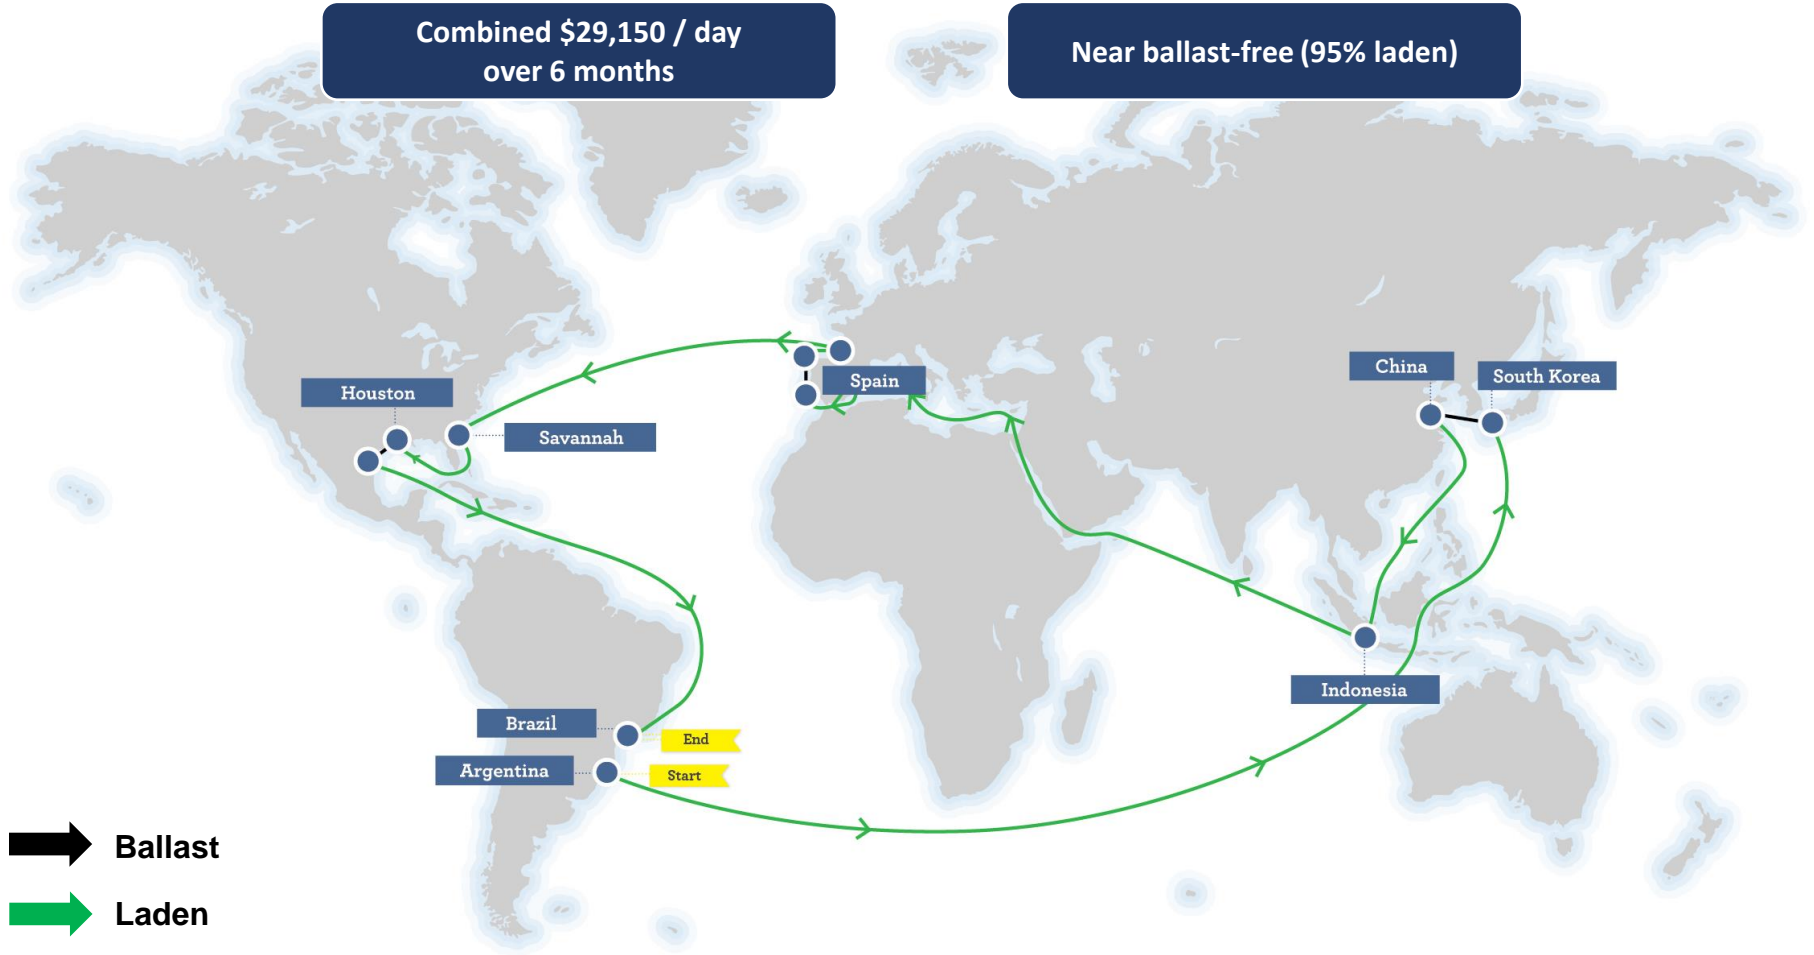 Combined $29,150 / day
over 6 months
Near ballast-free (95% laden)
Houston
Savannah
Spain
China
South Korea
Indonesia
Brazil
End
Argentina
Start
Ballast
Laden